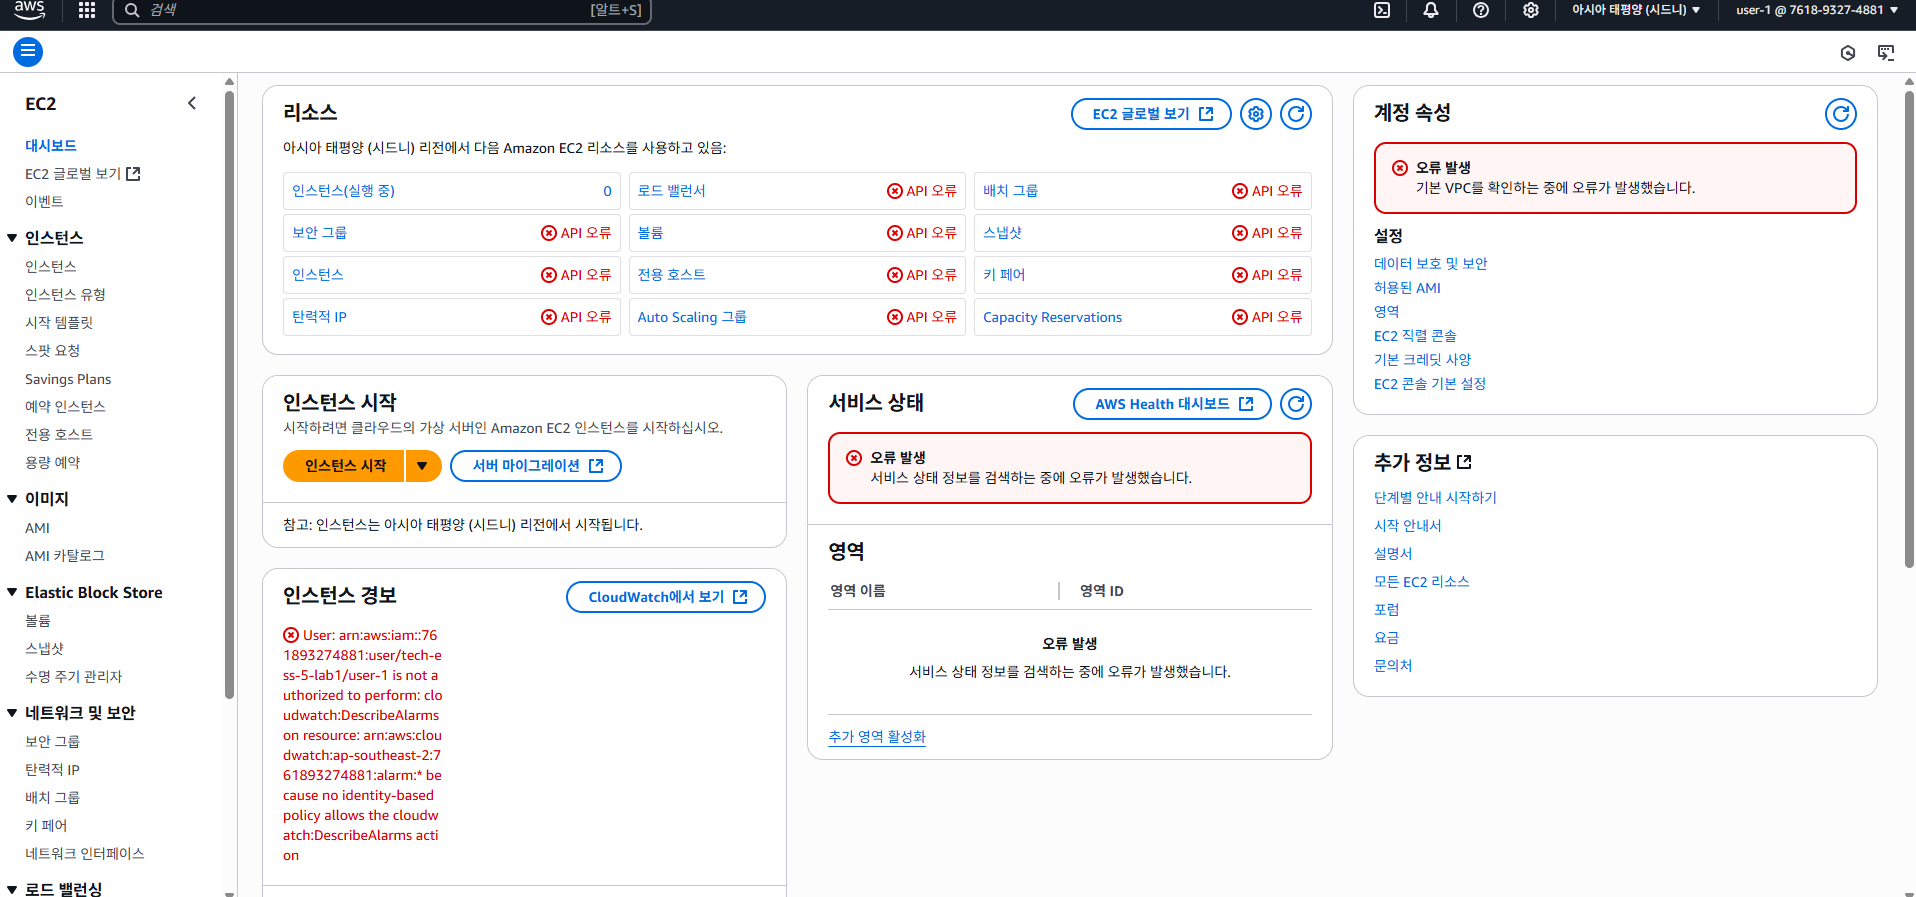 aws
검색
[알트+S]
아시아 태평양 (시드니) ▼
user-1 @ 7618-9327-4881 ▼
EC2
대시보드
EC2 글로벌 보기
이벤트
인스턴스
인스턴스
인스턴스 유형
시작 템플릿
스팟 요청
Savings Plans
예약 인스턴스
전용 호스트
용량 예약
이미지
AMI
AMI 카탈로그
Elastic Block Store
볼륨
스냅샷
수명 주기 관리자
네트워크 및 보안
보안 그룹
탄력적 IP
배치 그룹
키 페어
네트워크 인터페이스
로드 밸런싱
리소스
EC2 글로벌 보기
아시아 태평양 (시드니) 리전에서 다음 Amazon EC2 리소스를 사용하고 있음:
인스턴스(실행 중) 0
로드 밸런서 API 오류
배치 그룹 API 오류
보안 그룹 API 오류
볼륨 API 오류
스냅샷 API 오류
인스턴스 API 오류
전용 호스트 API 오류
키 페어 API 오류
탄력적 IP API 오류
Auto Scaling 그룹 API 오류
Capacity Reservations API 오류
인스턴스 시작
시작하려면 클라우드의 가상 서버인 Amazon EC2 인스턴스를 시작하십시오.
인스턴스 시작
서버 마이그레이션
참고: 인스턴스는 아시아 태평양 (시드니) 리전에서 시작됩니다.
인스턴스 경보
CloudWatch에서 보기
User: arn:aws:iam::76
1893274881:user/tech-e
ss-5-lab1/user-1 is not a
uthorized to perform: clo
udwatch:DescribeAlarms
on resource: arn:aws:clou
dwatch:ap-southeast-2:7
61893274881:alarm:* be
cause no identity-based
policy allows the cloudw
atch:DescribeAlarms acti
on
서비스 상태
AWS Health 대시보드
오류 발생
서비스 상태 정보를 검색하는 중에 오류가 발생했습니다.
영역
영역 이름
영역 ID
오류 발생
서비스 상태 정보를 검색하는 중에 오류가 발생했습니다.
추가 영역 활성화
계정 속성
오류 발생
기본 VPC를 확인하는 중에 오류가 발생했습니다.
설정
데이터 보호 및 보안
허용된 AMI
영역
EC2 직렬 콘솔
기본 크레딧 사양
EC2 콘솔 기본 설정
추가 정보
단계별 안내 시작하기
시작 안내서
설명서
모든 EC2 리소스
포럼
요금
문의처